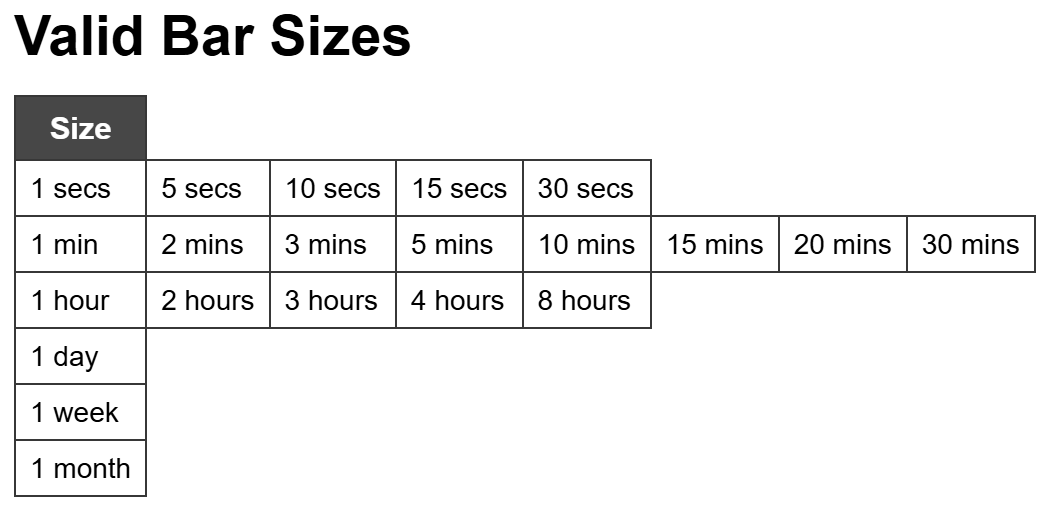 Valid Bar Sizes
Size
1 secs 5 secs 10 secs 15 secs 30 secs
1 min 2 mins 3 mins 5 mins 10 mins 15 mins 20 mins 30 mins
1 hour 2 hours 3 hours 4 hours 8 hours
1 day
1 week
1 month